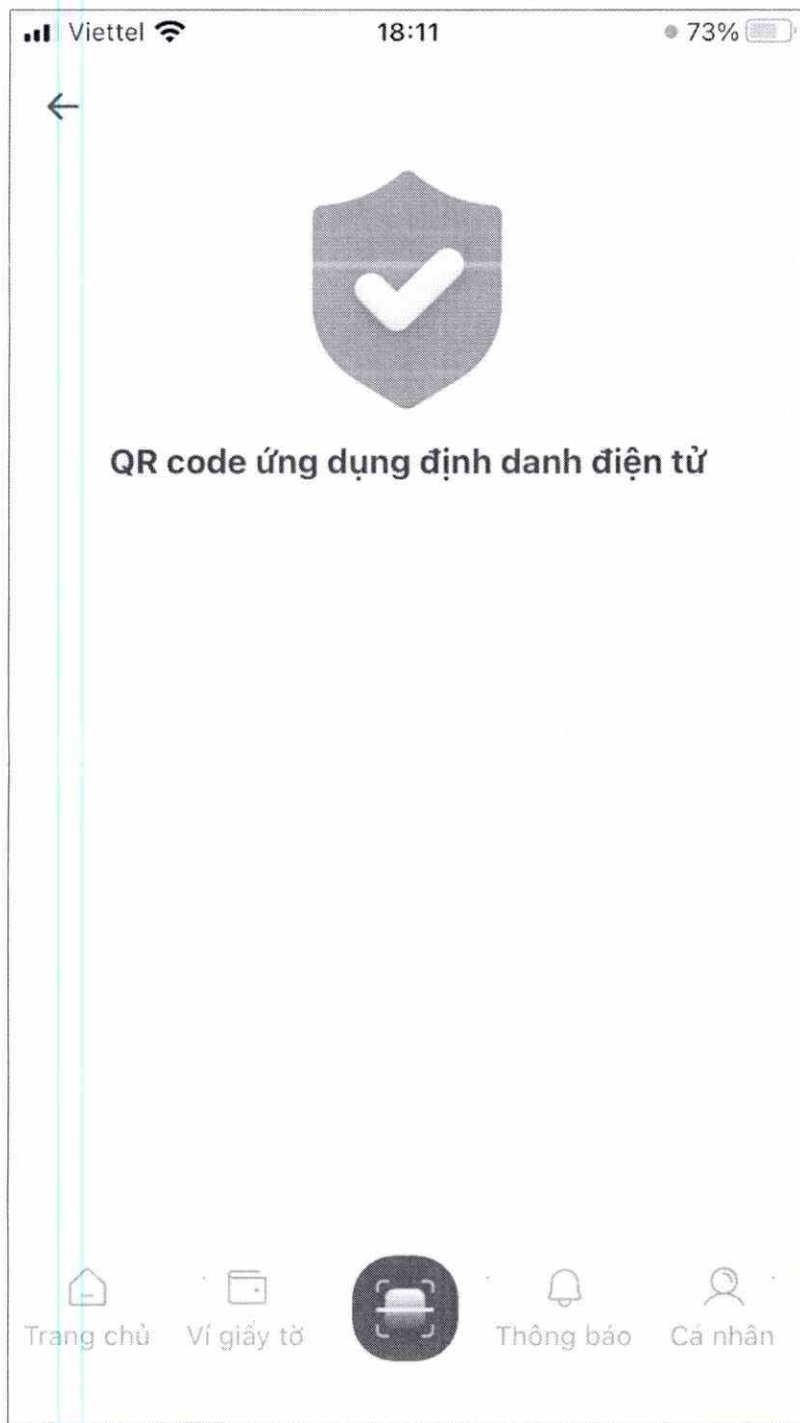 Viettel 18:11 73%
QR code ứng dụng định danh điện tử
Trang chủ Ví giấy tờ Thông báo Cá nhân